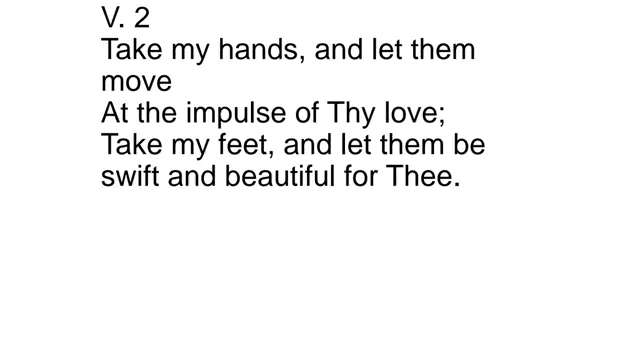 V. 2
Take my hands, and let them
move
At the impulse of Thy love;
Take my feet, and let them be
swift and beautiful for Thee.